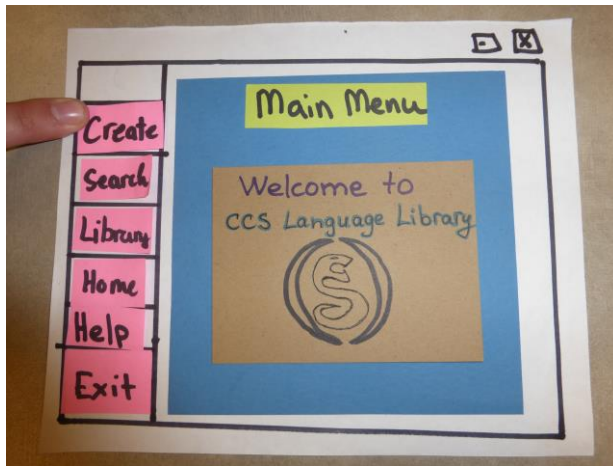 Main Menu
Create
Search
Library
Home
Help
Exit
Welcome to
CCS Language Library
S